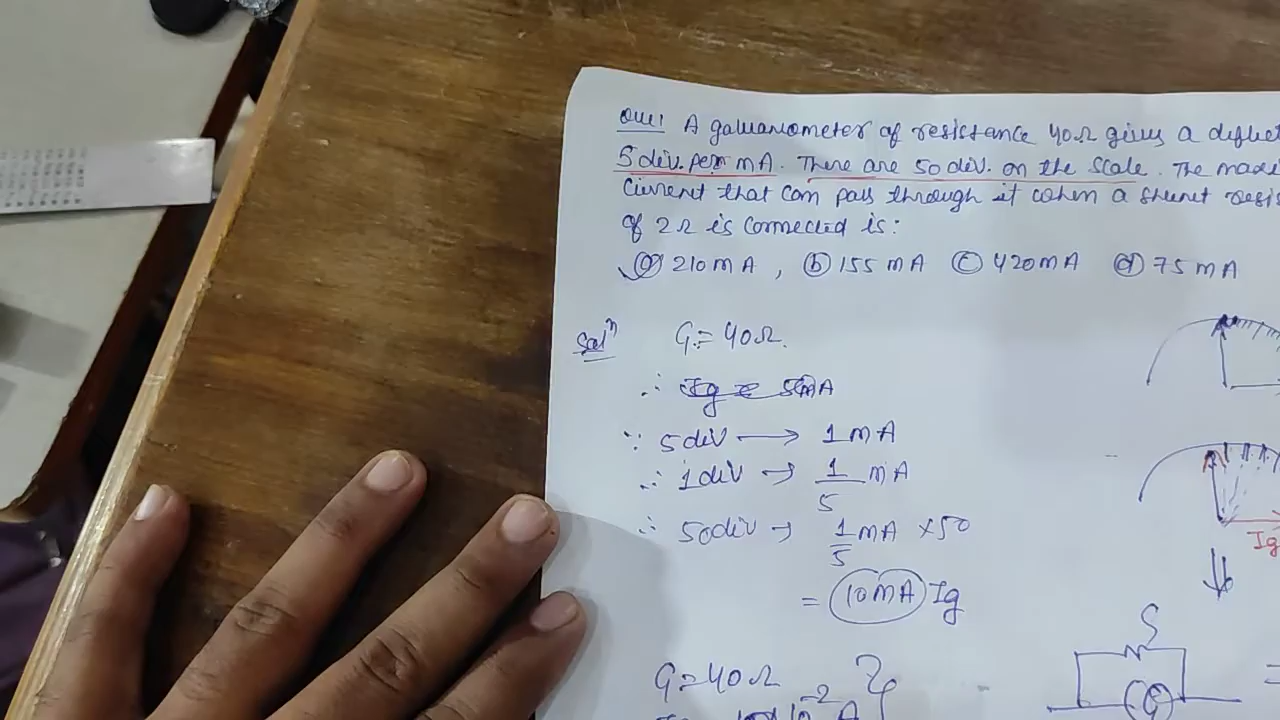 Que: A galvanometer of resistance 40Ω gives a deflec
5 div. per mA. There are 50 div. on the scale. The maxi
current that can pass through it when a shunt resis
of 2Ω is connected is:
(a) 210 mA , (b) 155 mA (c) 420 mA (d) 75 mA
Solⁿ G = 40Ω.
∴ Ig = 5mA
∵ 5 div → 1 mA
∴ 1 div → 1/5 mA
∴ 50 div → 1/5 mA × 50
= 10 mA Ig
Ig
S
G = 40Ω
G